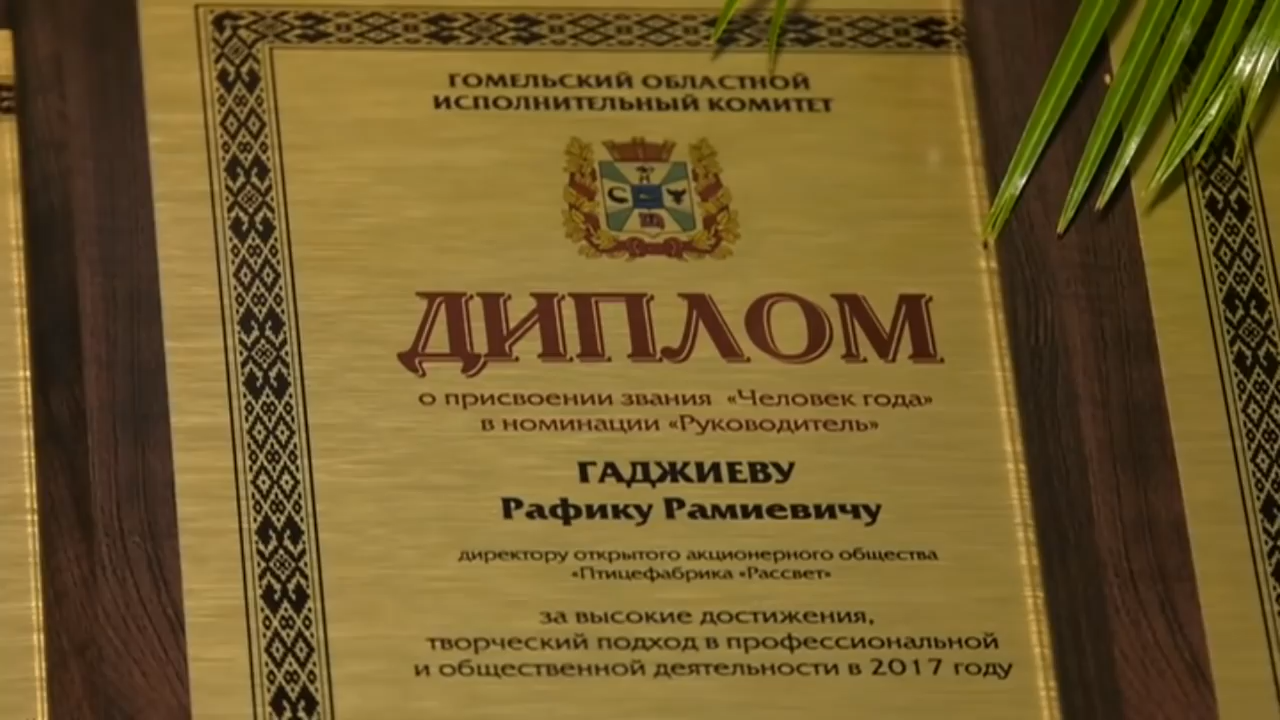 ГОМЕЛЬСКИЙ ОБЛАСТНОЙ
ИСПОЛНИТЕЛЬНЫЙ КОМИТЕТ
ДИПЛОМ
о присвоении звания «Человек года»
в номинации «Руководитель»
ГАДЖИЕВУ
Рафику Рамиевичу
директору открытого акционерного общества
«Птицефабрика «Рассвет»
за высокие достижения,
творческий подход в профессиональной
и общественной деятельности в 2017 году